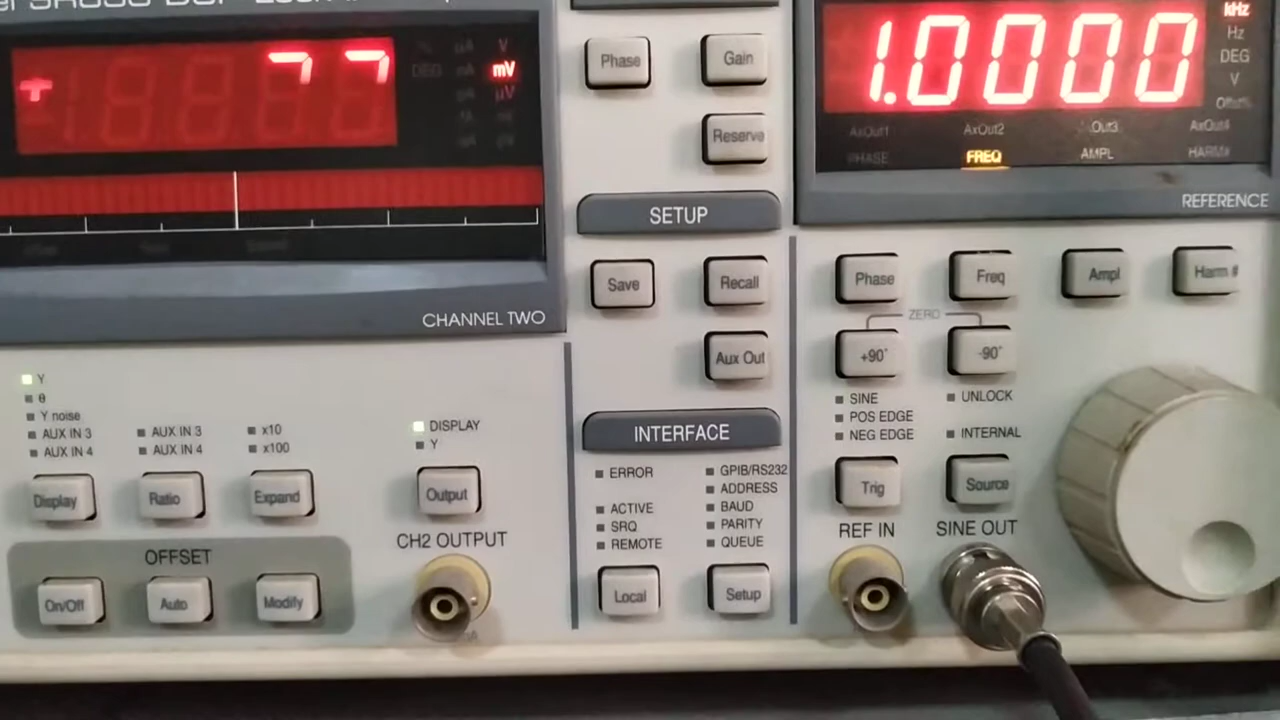 Phase
Gain
Reserve
SETUP
Save
Recall
Aux Out
INTERFACE
ERROR
GPIB/RS232
ADDRESS
ACTIVE
BAUD
SRQ
PARITY
REMOTE
QUEUE
Local
Setup
V
mV
µV
CHANNEL TWO
Y
θ
Y noise
AUX IN 3
AUX IN 4
AUX IN 3
AUX IN 4
x10
x100
DISPLAY
Y
Display
Ratio
Expand
Output
OFFSET
On/Off
Auto
Modify
CH2 OUTPUT
1.0000
kHz
Hz
DEG
V
Offst%
AxOut1
AxOut2
AxOut4
PHASE
FREQ
AMPL
HARM#
REFERENCE
Phase
Freq
Ampl
Harm #
ZERO
+90°
-90°
SINE
UNLOCK
POS EDGE
NEG EDGE
INTERNAL
Trig
Source
REF IN
SINE OUT